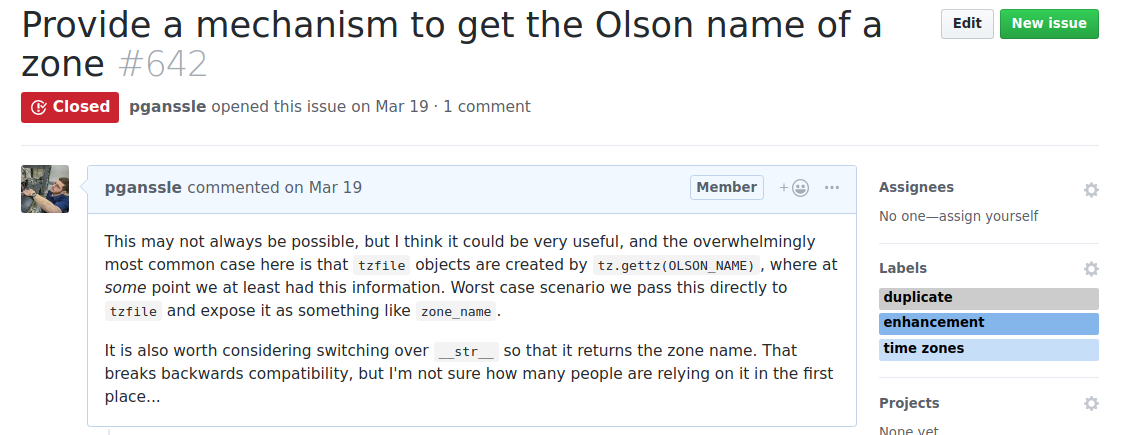 Provide a mechanism to get the Olson name of a
zone #642
Edit
New issue
Closed
pganssle opened this issue on Mar 19 · 1 comment
pganssle commented on Mar 19
Member
+
···
This may not always be possible, but I think it could be very useful, and the overwhelmingly
most common case here is that tzfile objects are created by tz.gettz(OLSON_NAME), where at
some point we at least had this information. Worst case scenario we pass this directly to
tzfile and expose it as something like zone_name.
It is also worth considering switching over __str__ so that it returns the zone name. That
breaks backwards compatibility, but I'm not sure how many people are relying on it in the first
place...
Assignees
No one—assign yourself
Labels
duplicate
enhancement
time zones
Projects
None yet